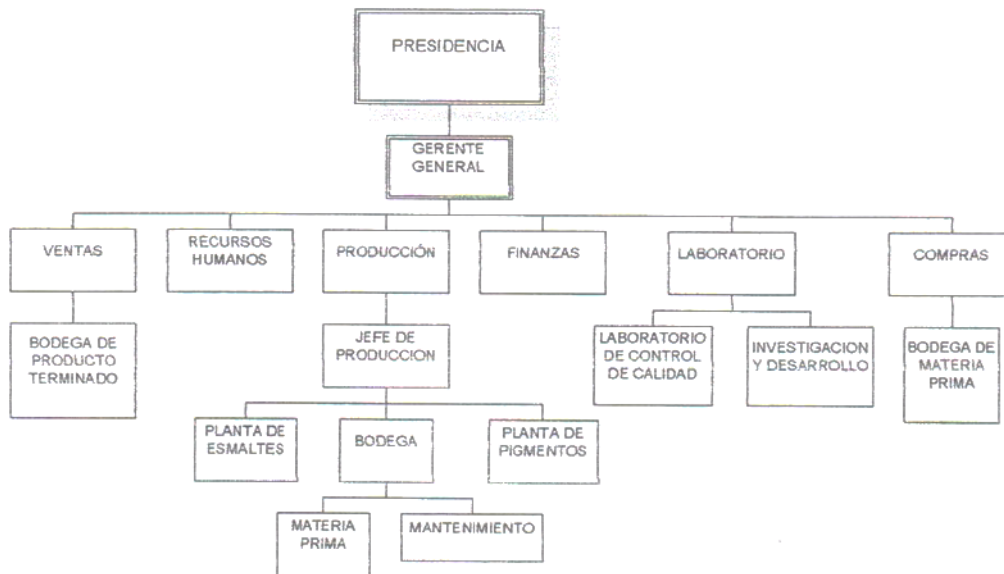 PRESIDENCIA
GERENTE
GENERAL
VENTAS
RECURSOS
HUMANOS
PRODUCCIÓN
FINANZAS
LABORATORIO
COMPRAS
BODEGA DE
PRODUCTO
TERMINADO
JEFE DE
PRODUCCION
LABORATORIO
DE CONTROL
DE CALIDAD
INVESTIGACION
Y DESARROLLO
BODEGA DE
MATERIA
PRIMA
PLANTA DE
ESMALTES
BODEGA
PLANTA DE
PIGMENTOS
MATERIA
PRIMA
MANTENIMIENTO